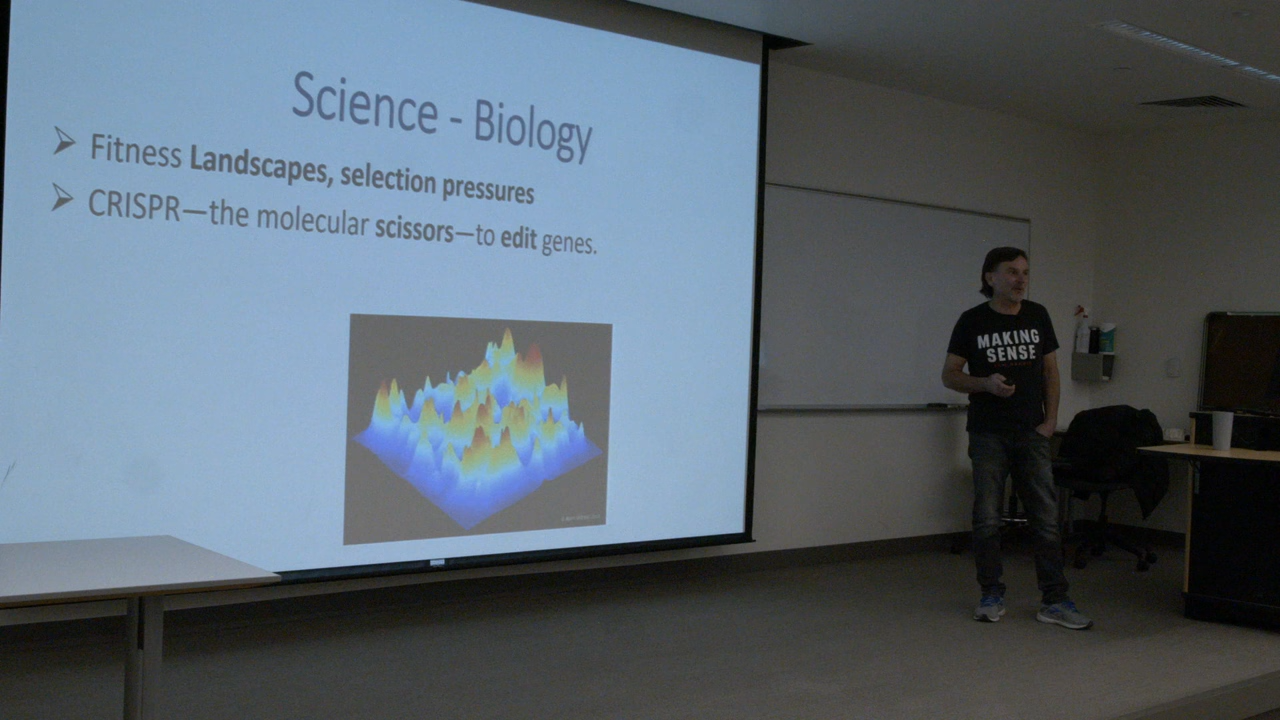 Science - Biology
Fitness Landscapes, selection pressures
CRISPR—the molecular scissors—to edit genes.
MAKING
SENSE